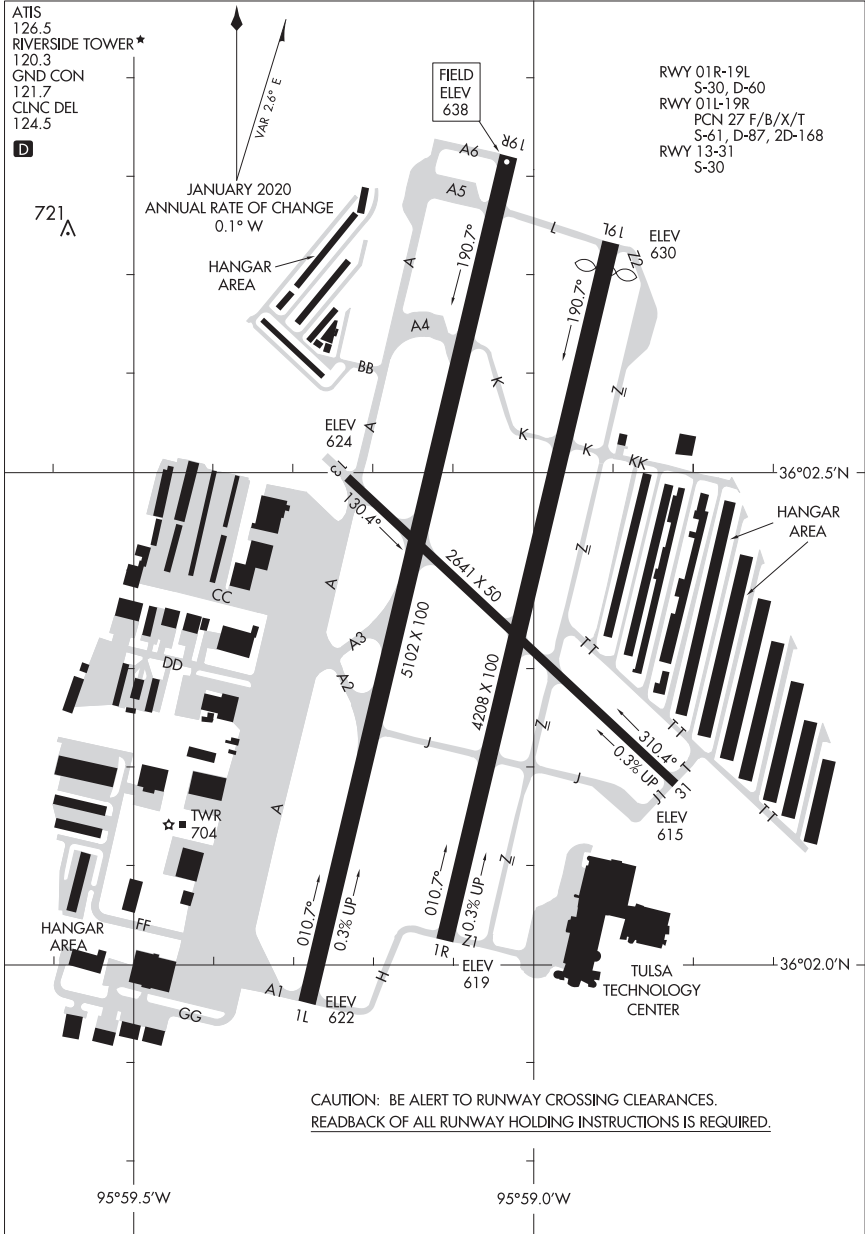 ATIS
126.5
RIVERSIDE TOWER★
120.3
GND CON
121.7
CLNC DEL
124.5
D
VAR 2.6° E
JANUARY 2020
ANNUAL RATE OF CHANGE
0.1° W
FIELD
ELEV
638
RWY 01R-19L
S-30, D-60
RWY 01L-19R
PCN 27 F/B/X/T
S-61, D-87, 2D-168
RWY 13-31
S-30
721
HANGAR
AREA
A6
19R
A5
L
19L
Z2
ELEV
630
A
190.7°
190.7°
A4
BB
K
K
K
KK
Z
A
ELEV
624
13
130.4°
36°02.5'N
HANGAR
AREA
2641 X 50
Z
A
CC
A3
TT
5102 X 100
DD
A2
4208 X 100
J
Z
TT
310.4°
0.3% UP
J
T
J1
31
TT
ELEV
615
A
TWR
704
Z
010.7°
0.3% UP
010.7°
0.3% UP
HANGAR
AREA
FF
1R
Z1
ELEV
619
36°02.0'N
H
TULSA
TECHNOLOGY
CENTER
A1
1L
ELEV
622
GG
CAUTION: BE ALERT TO RUNWAY CROSSING CLEARANCES.
READBACK OF ALL RUNWAY HOLDING INSTRUCTIONS IS REQUIRED.
95°59.5'W
95°59.0'W